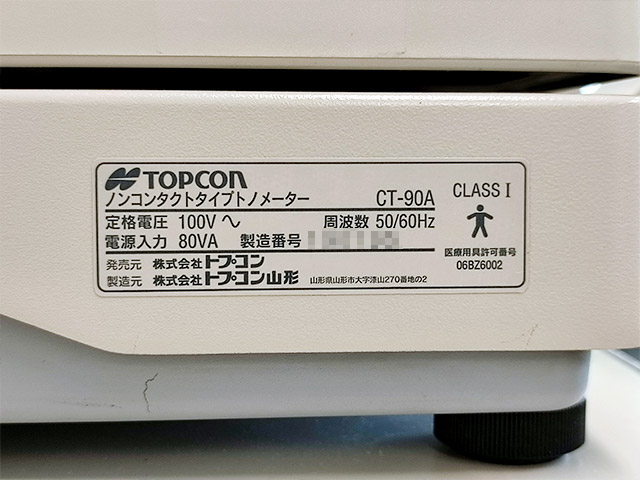 TOPCON
ノンコンタクトタイプトノメーター CT-90A
CLASS I
定格電圧 100V〜 周波数 50/60Hz
電源入力 80VA 製造番号
医療用具許可番号
06BZ6002
発売元 株式会社トプコン
製造元 株式会社トプコン山形 山形県山形市大字漆山270番地の2